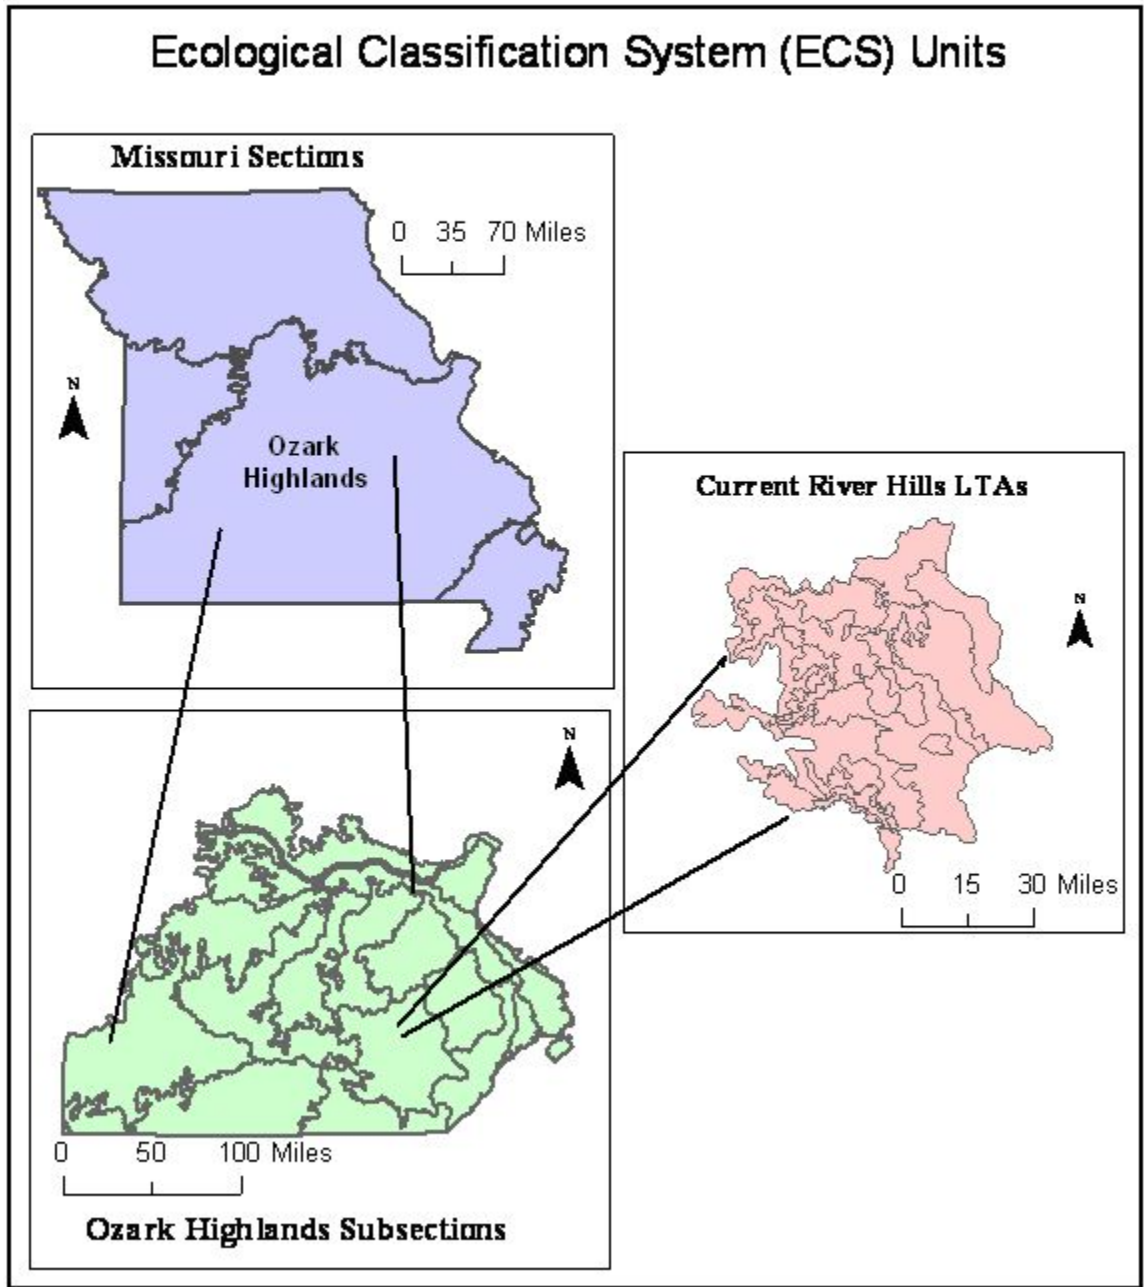 Ecological Classification System (ECS) Units
Missouri Sections
0 35 70 Miles
N
Ozark
Highlands
Current River Hills LTAs
N
0 15 30 Miles
N
0 50 100 Miles
Ozark Highlands Subsections